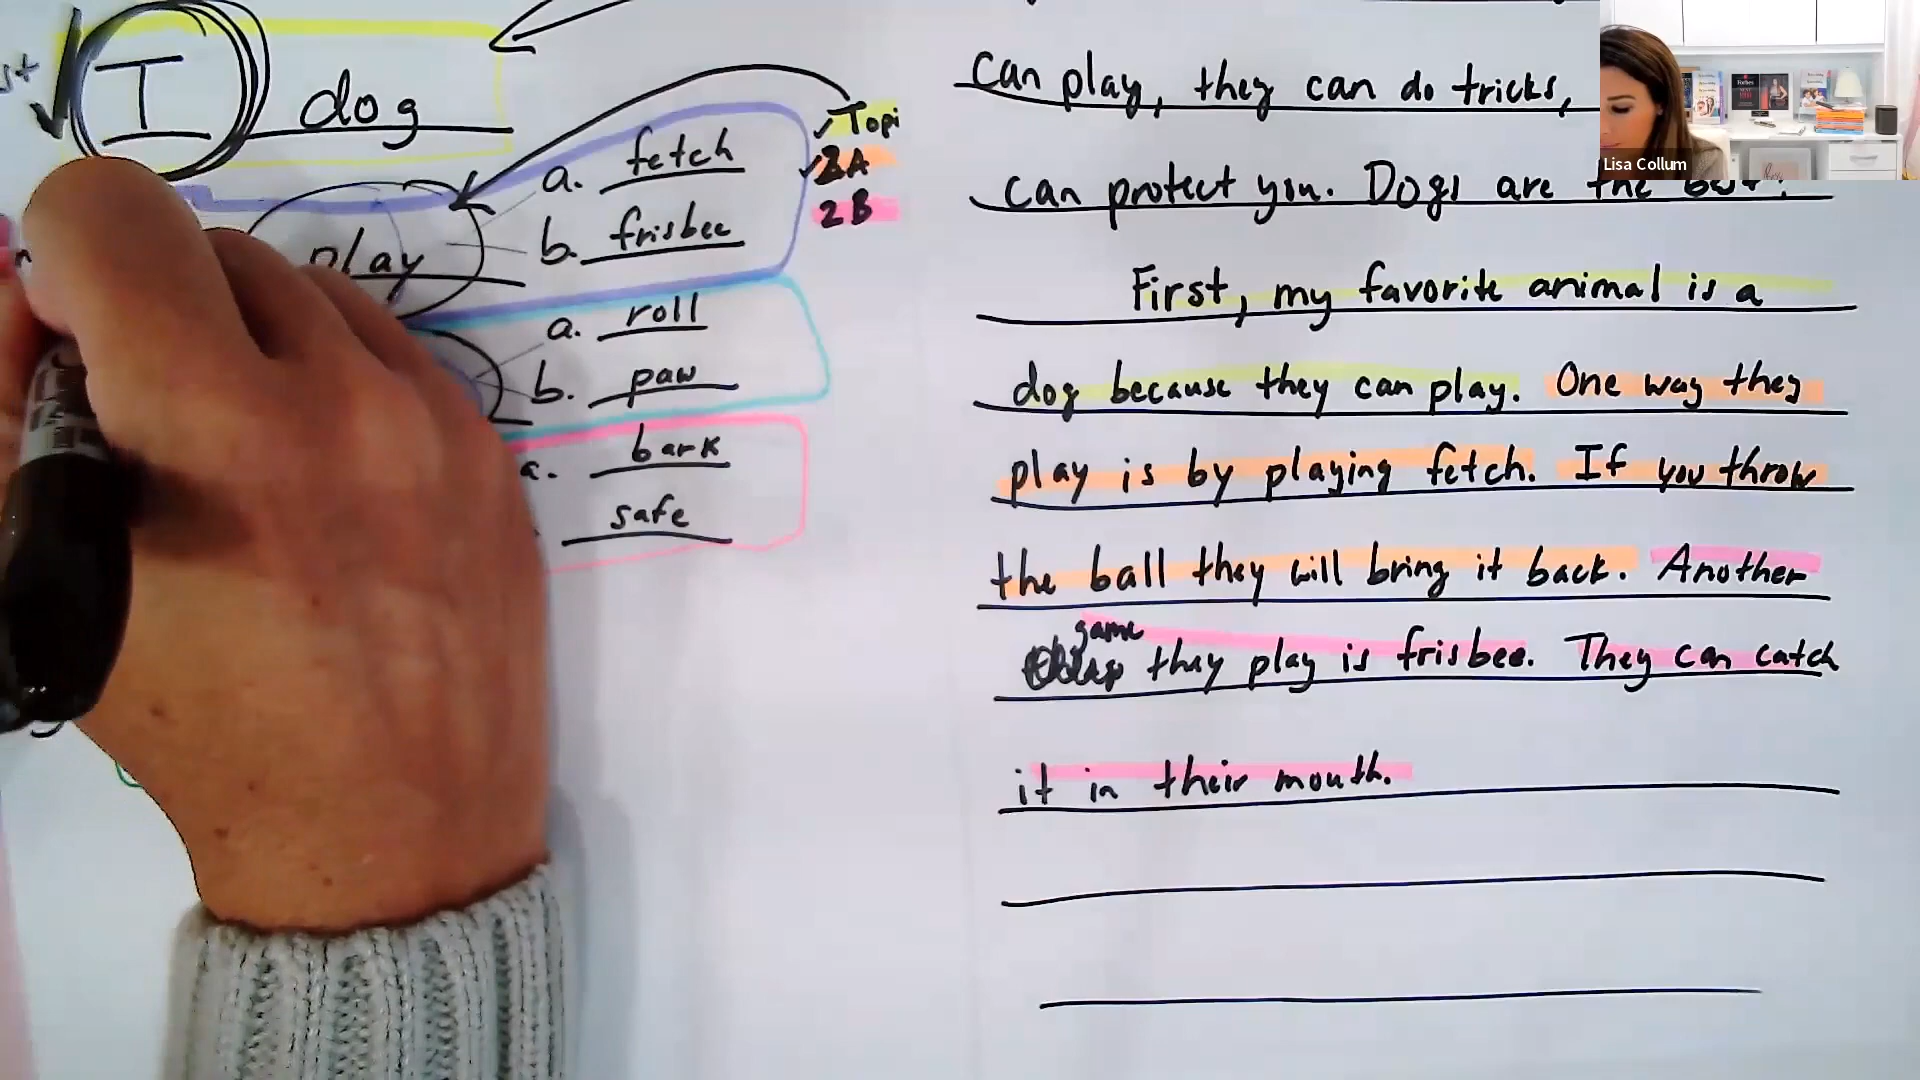 st
I dog
play
a. fetch
b. frisbee
a. roll
b. paw
a. bark
safe
Topi
2A
2B
can play, they can do tricks,
can protect you. Dogs are the
First, my favorite animal is a
dog because they can play. One way they
play is by playing fetch. If you throw
the ball they will bring it back. Another
game
they play is frisbee. They can catch
it in their mouth.
Lisa Collum
Forbes